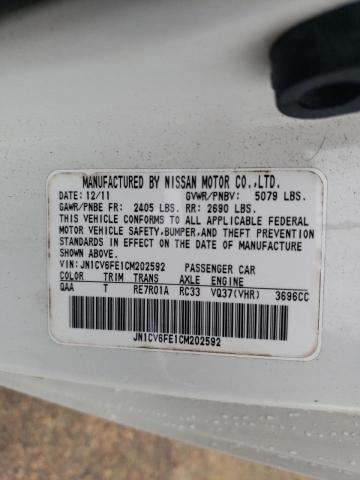 MANUFACTURED BY NISSAN MOTOR CO.,LTD.
DATE: 12/11 GVWR/PNBV: 5079 LBS.
GAWR/PNBE FR: 2405 LBS. RR: 2690 LBS.
THIS VEHICLE CONFORMS TO ALL APPLICABLE FEDERAL
MOTOR VEHICLE SAFETY,BUMPER,AND THEFT PREVENTION
STANDARDS IN EFFECT ON THE DATE OF MANUFACTURE
SHOWN ABOVE.
VIN: JN1CV6FE1CM202592 PASSENGER CAR
COLOR TRIM TRANS AXLE ENGINE
QAA T RE7R01A RC33 VQ37(VHR) 3696CC
JN1CV6FE1CM202592